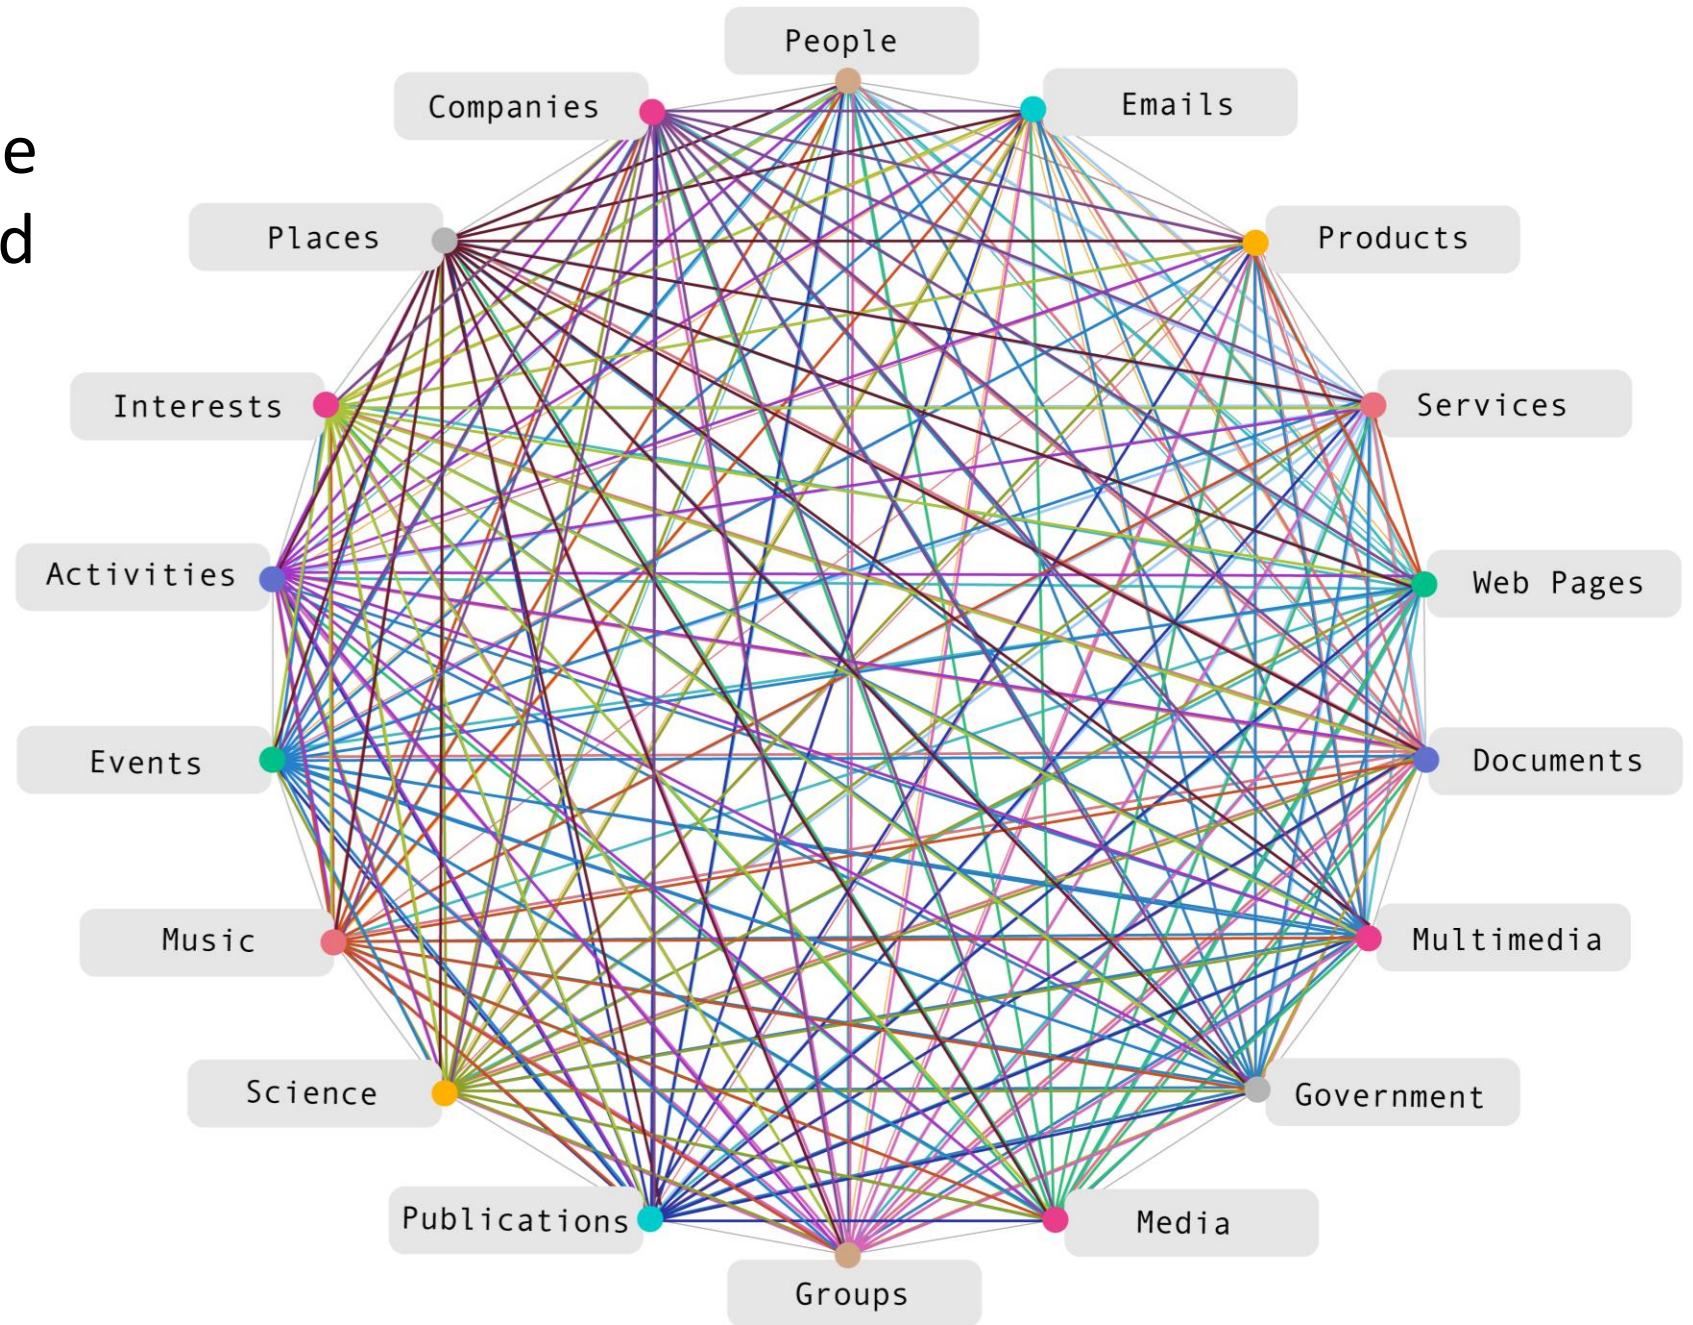 People
Companies
Emails
e
Places
d
Products
Interests
Services
Activities
Web Pages
Events
Documents
Music
Multimedia
Science
Government
Publications
Media
Groups